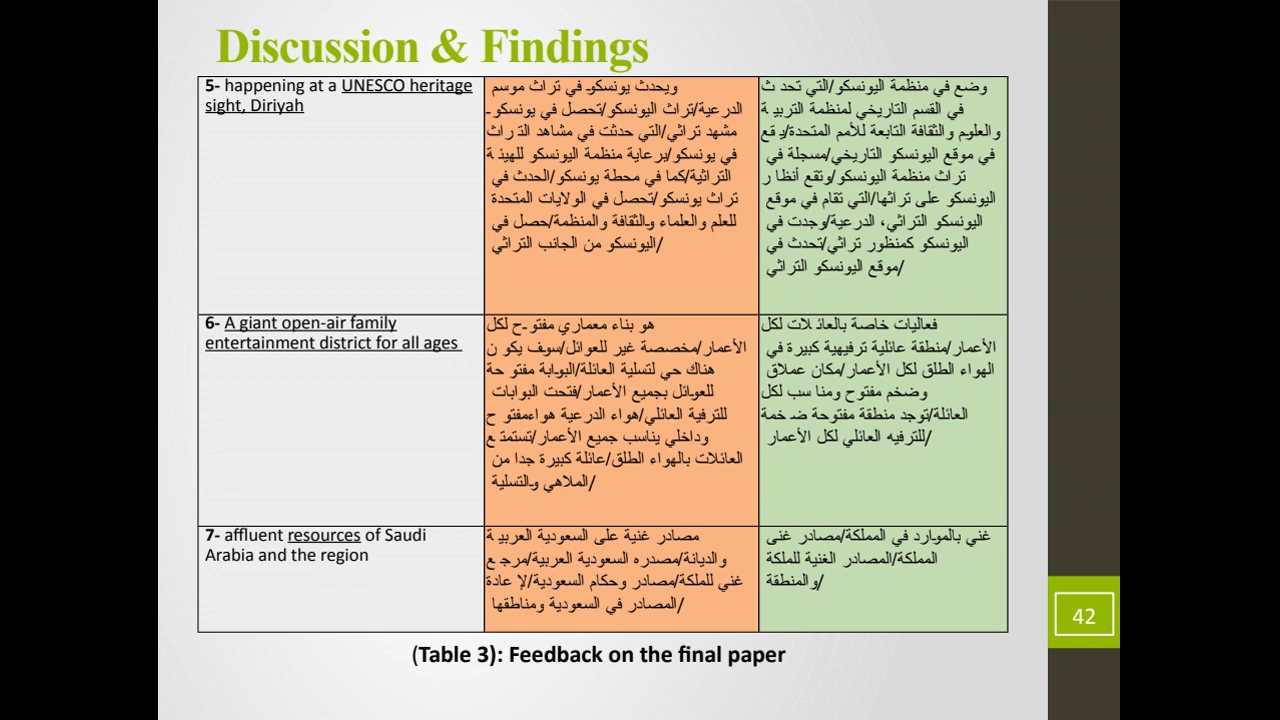 Discussion & Findings
5- happening at a UNESCO heritage
sight, Diriyah
ويحدث يونسكو في تراث موسم
الدرعية/تراث اليونسكو/تحصل في يونسكو
مشهد تراثي/التي حدثت في مشاهد التراث
في يونسكو/برعاية منظمة اليونسكو للهيئة
التراثية/كما في محطة يونسكو/الحدث في
تراث يونسكو/تحصل في الولايات المتحدة
للعلم والعلماء والثقافة والمنظمة/حصل في
اليونسكو من الجانب التراثي/
وضع في منظمة اليونسكو/التي تحدث
في القسم التاريخي لمنظمة التربية
والعلوم والثقافة التابعة للأمم المتحدة/يقع
في موقع اليونسكو التاريخي/مسجلة في
تراث منظمة اليونسكو/وتقع أنظار
اليونسكو على تراثها/التي تقام في موقع
اليونسكو التراثي، الدرعية/وجدت في
اليونسكو كمنظور تراثي/تحدث في
موقع اليونسكو التراثي/
6- A giant open-air family
entertainment district for all ages
هو بناء معماري مفتوح لكل
الأعمار/مخصصة غير للعوائل/سوف يكون
هناك حي لتسلية العائلة/البوابة مفتوحة
للعوائل بجميع الأعمار/فتحت البوابات
للترفية العائلي/هواء الدرعية هواءمفتوح
وداخلي يناسب جميع الأعمار/تستمتع
العائلات بالهواء الطلق/عائلة كبيرة جدا من
الملاهي والتسلية/
فعاليات خاصة بالعائلات لكل
الأعمار/منطقة عائلية ترفيهية كبيرة في
الهواء الطلق لكل الأعمار/مكان عملاق
وضخم مفتوح ومناسب لكل
العائلة/توجد منطقة مفتوحة ضخمة
للترفيه العائلي لكل الأعمار/
7- affluent resources of Saudi
Arabia and the region
مصادر غنية على السعودية العربية
والديانة/مصدره السعودية العربية/مرجع
غني للملكة/مصادر وحكام السعودية/لإعادة
المصادر في السعودية ومناطقها/
غني بالموارد في المملكة/مصادر غنى
المملكة/المصادر الغنية للملكة
والمنطقة/
42
(Table 3): Feedback on the final paper